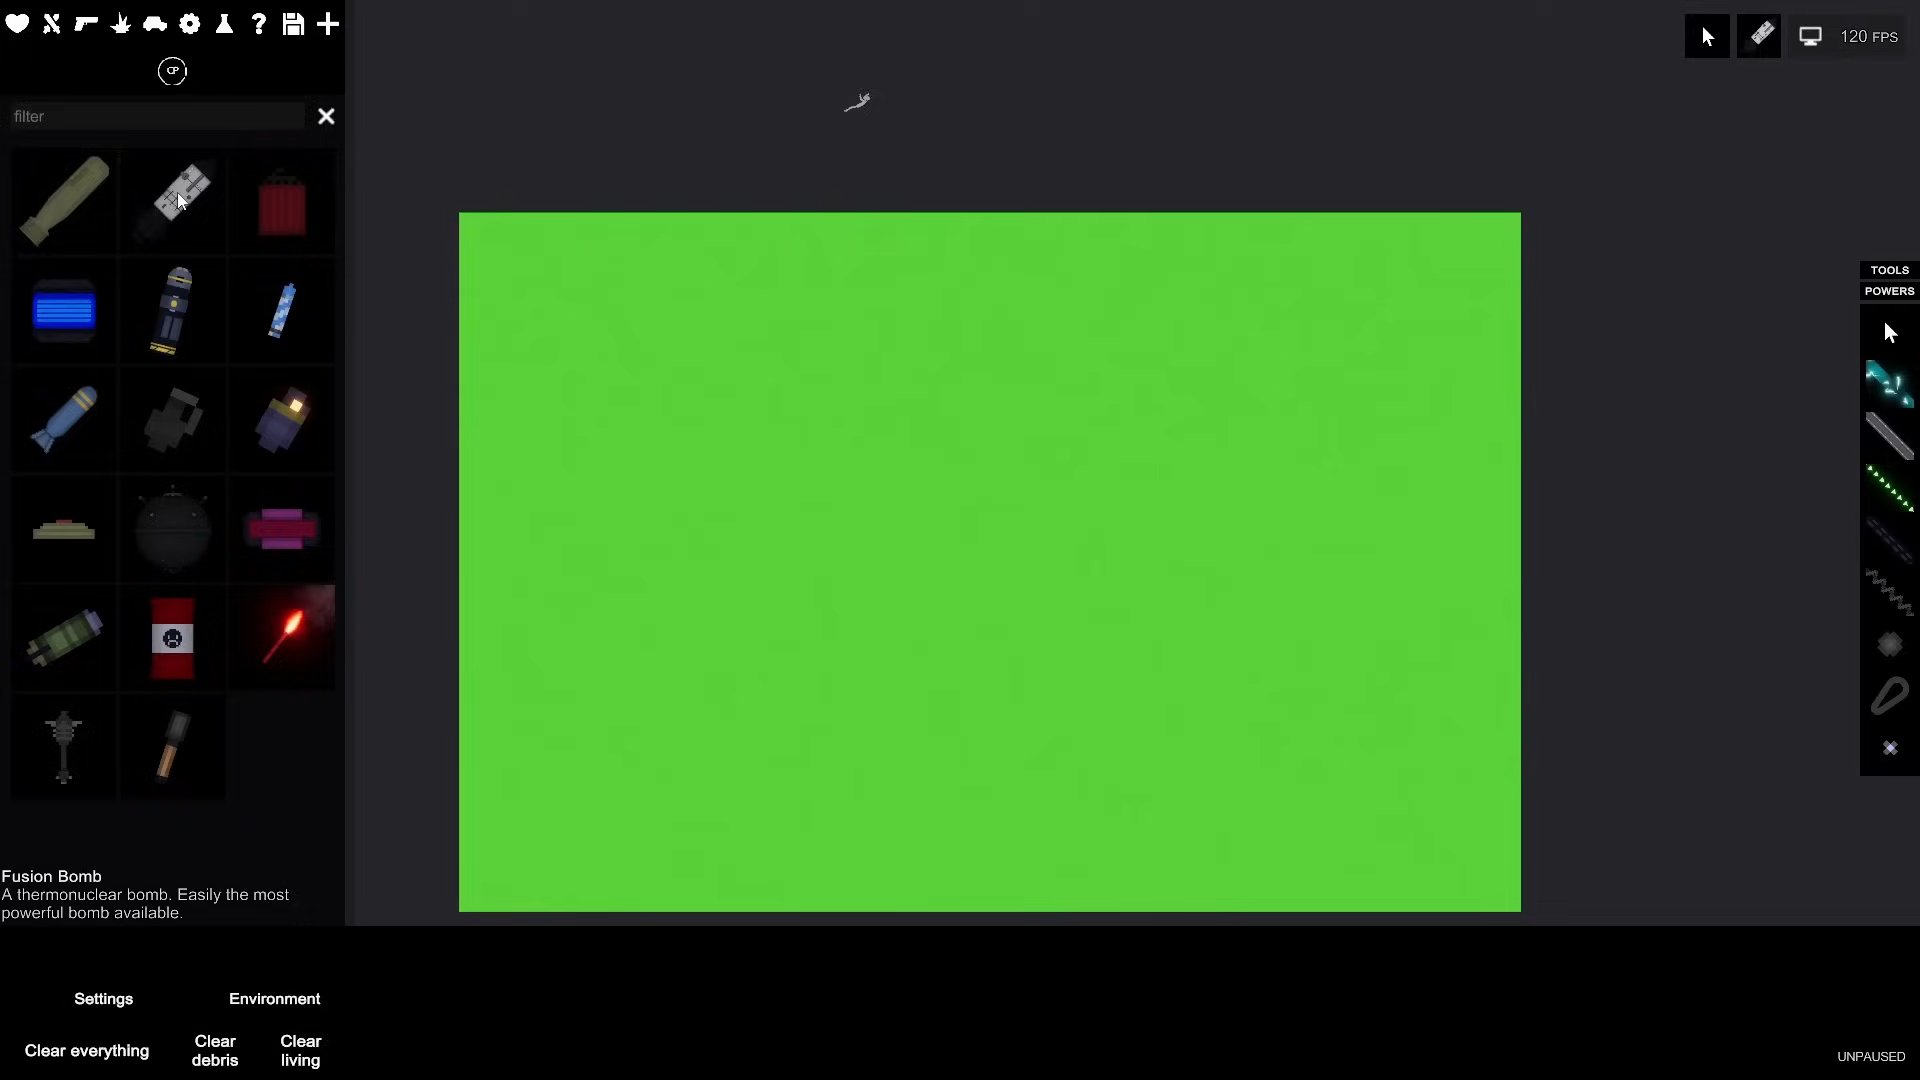 CP
120 FPS
filter
TOOLS
POWERS
Fusion Bomb
A thermonuclear bomb. Easily the most
powerful bomb available.
Settings
Environment
Clear everything
Clear
debris
Clear
living
UNPAUSED